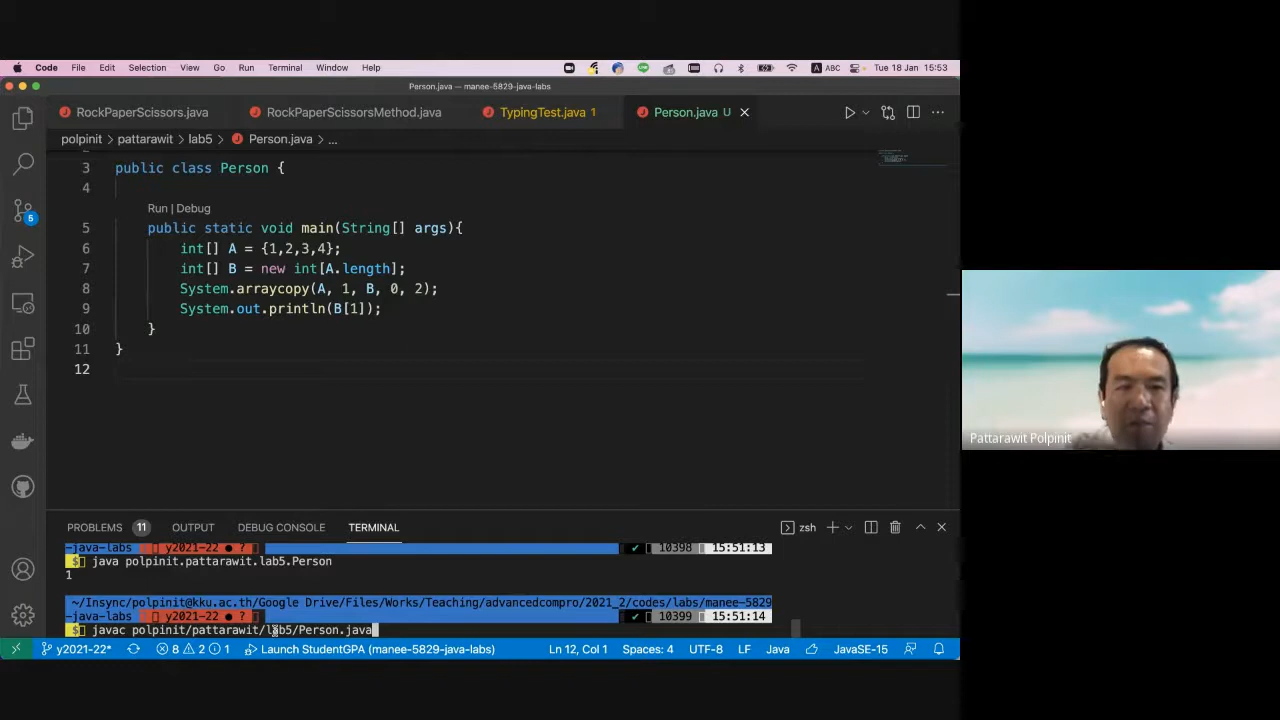 Code File Edit Selection View Go Run Terminal Window Help ABC Tue 18 Jan 15:53
Person.java — manee-5829-java-labs
RockPaperScissors.java RockPaperScissorsMethod.java TypingTest.java 1 Person.java U
polpinit > pattarawit > lab5 > Person.java > ...
3 public class Person {
4
Run | Debug
5 public static void main(String[] args){
6 int[] A = {1,2,3,4};
7 int[] B = new int[A.length];
8 System.arraycopy(A, 1, B, 0, 2);
9 System.out.println(B[1]);
10 }
11 }
12
5
Pattarawit Polpinit
PROBLEMS 11 OUTPUT DEBUG CONSOLE TERMINAL zsh
-java-labs y2021-22 ● ? ✓ 10398 15:51:13
$ java polpinit.pattarawit.lab5.Person
1
~/Insync/polpinit@kku.ac.th/Google Drive/Files/Works/Teaching/advancedcompro/2021_2/codes/labs/manee-5829
-java-labs y2021-22 ● ? ✓ 10399 15:51:14
$ javac polpinit/pattarawit/lab5/Person.java
y2021-22* 8 2 1 Launch StudentGPA (manee-5829-java-labs) Ln 12, Col 1 Spaces: 4 UTF-8 LF Java JavaSE-15